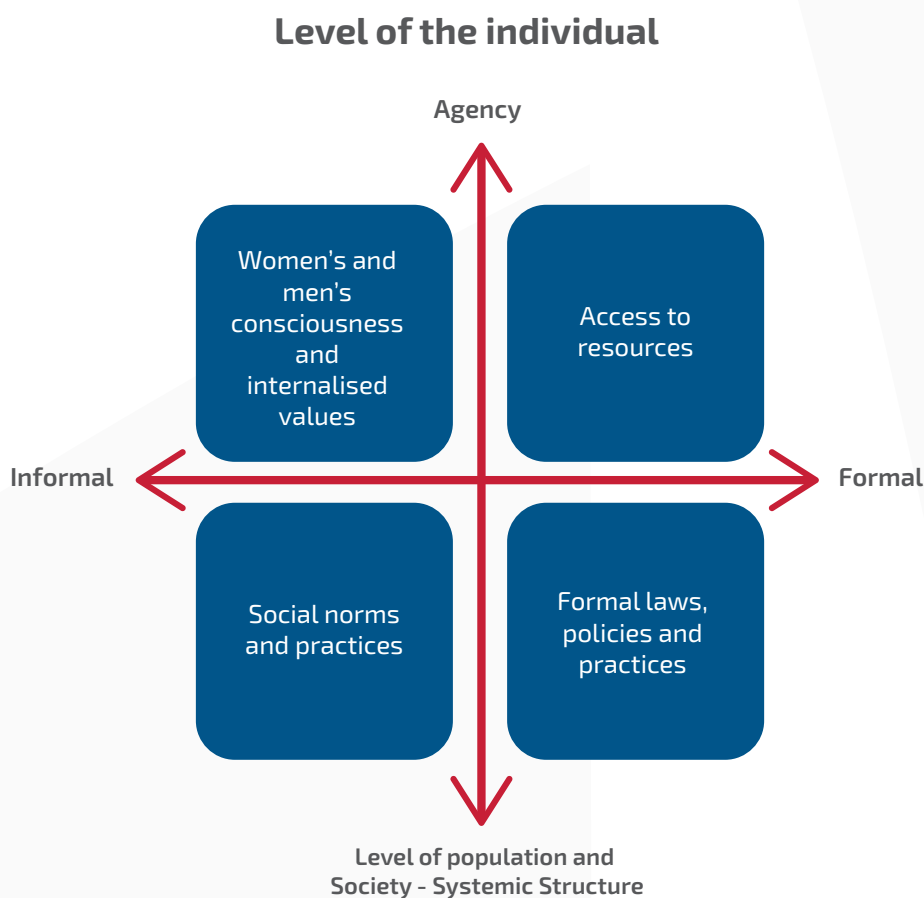 Level of the individual
Agency
Women's and
men's
consciousness
and
internalised
values
Access to
resources
Informal
Formal
Social norms
and practices
Formal laws,
policies and
practices
Level of population and
Society - Systemic Structure